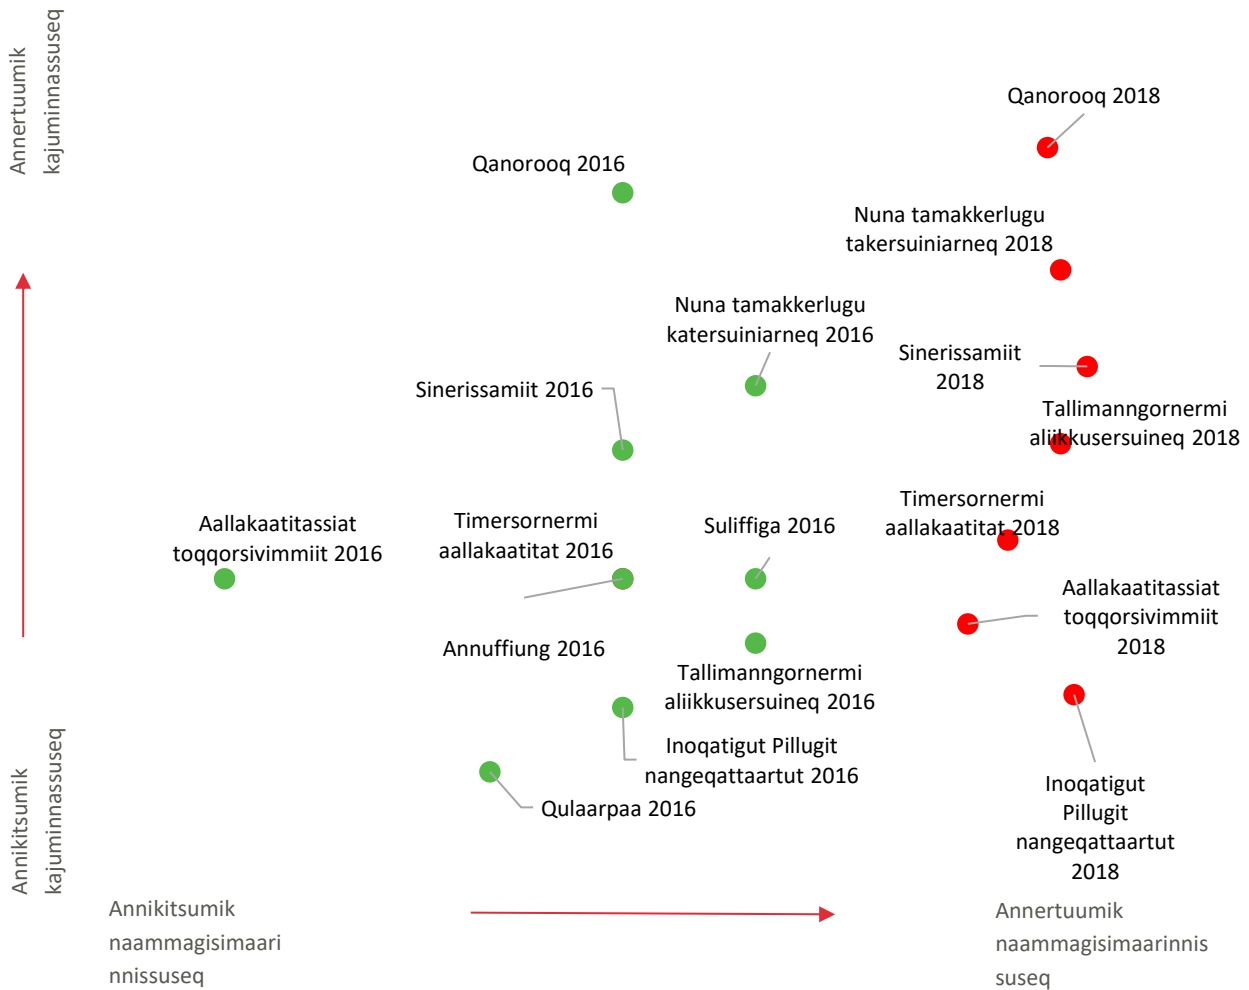 Annertuumik
kajuminnassuseq
Qanorooq 2018
Qanorooq 2016
Nuna tamakkerlugu
takersuiniarneq 2018
Nuna tamakkerlugu
katersuiniarneq 2016
Sinerissamiit
2018
Sinerissamiit 2016
Tallimanngornermi
aliikkusersuineq 2018
Aallakaatitassiat
toqqorsivimmiit 2016
Timersornermi
aallakaatitat 2016
Suliffiga 2016
Timersornermi
aallakaatitat 2018
Aallakaatitassiat
toqqorsivimmiit
2018
Annuffiung 2016
Tallimanngornermi
aliikkusersuineq 2016
Inoqatigut Pillugit
nangeqattaartut 2016
Qulaarpaa 2016
Inoqatigut
Pillugit
nangeqattaartut
2018
Annikitsumik
kajuminnassuseq
Annikitsumik
naammagisimaari
nnissuseq
Annertuumik
naammagisimaarinnis
suseq